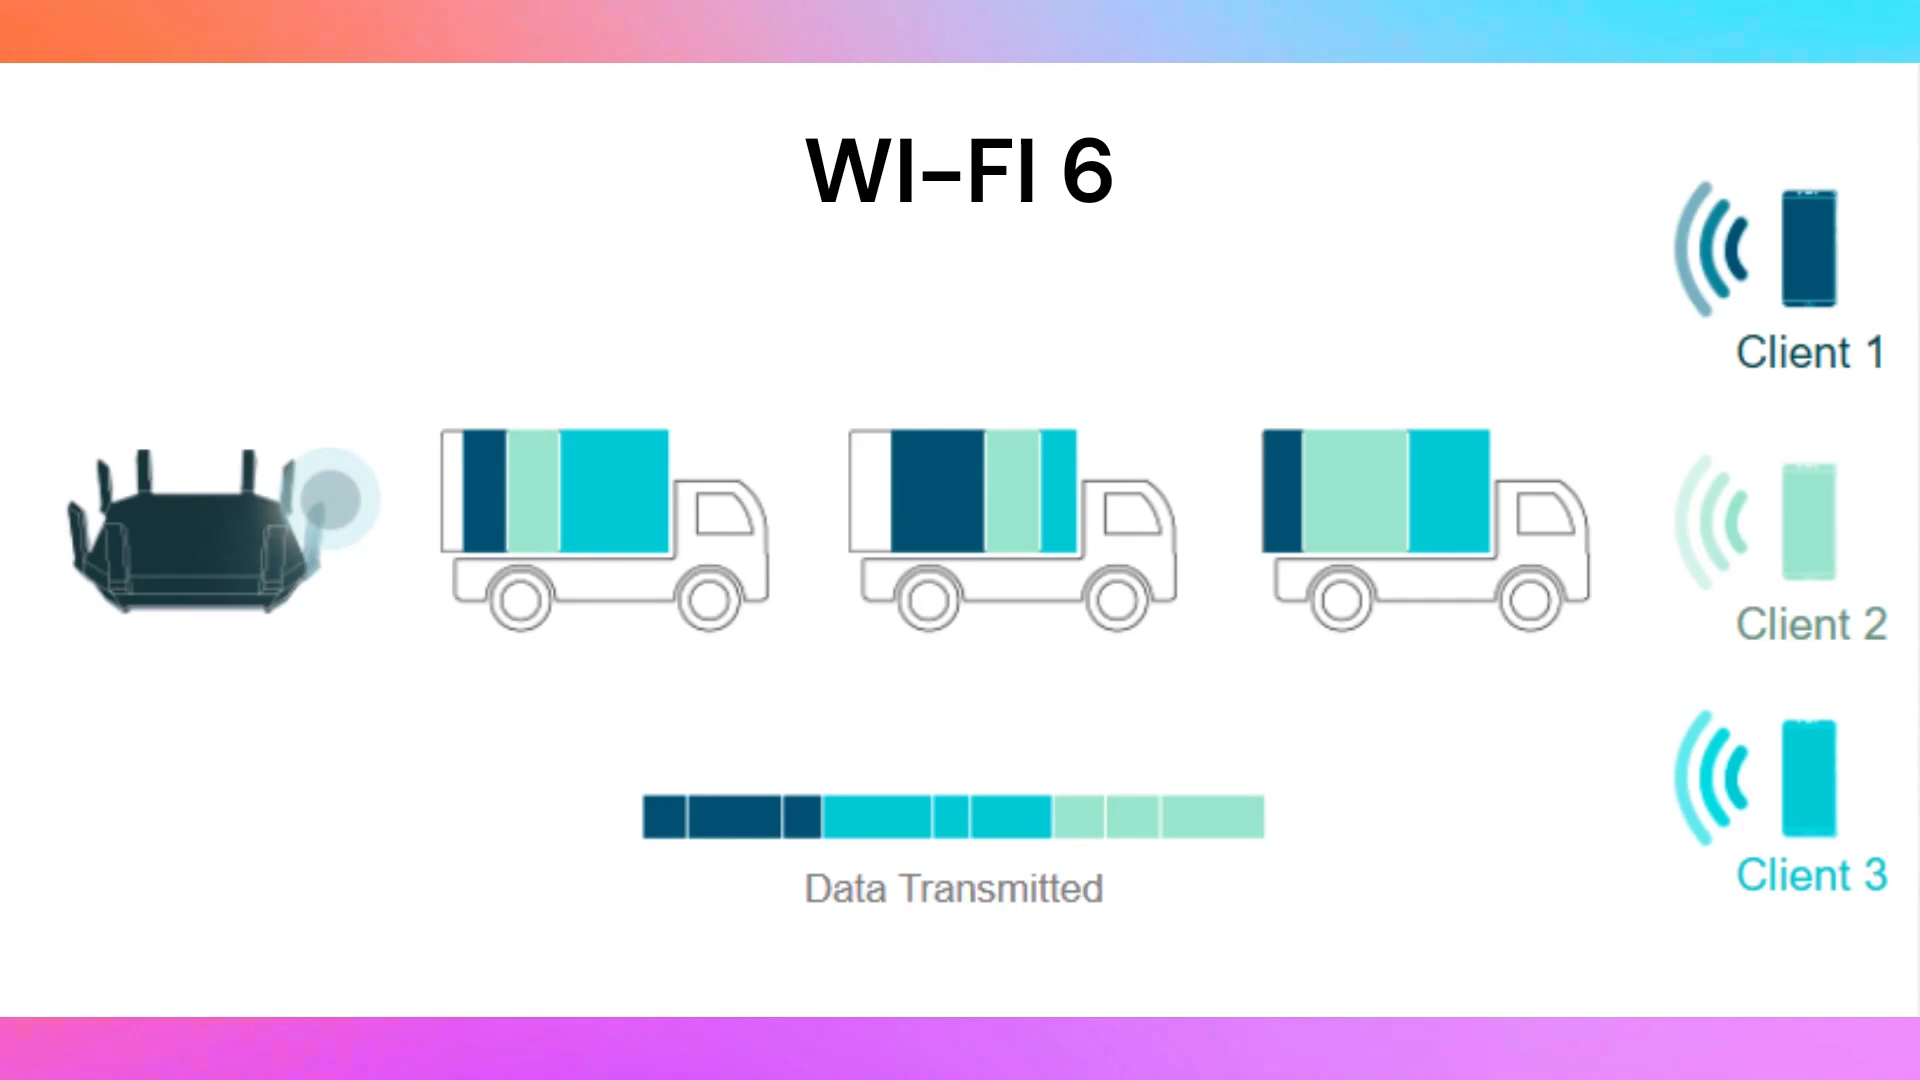 WI-FI 6
Client 1
Client 2
Client 3
Data Transmitted